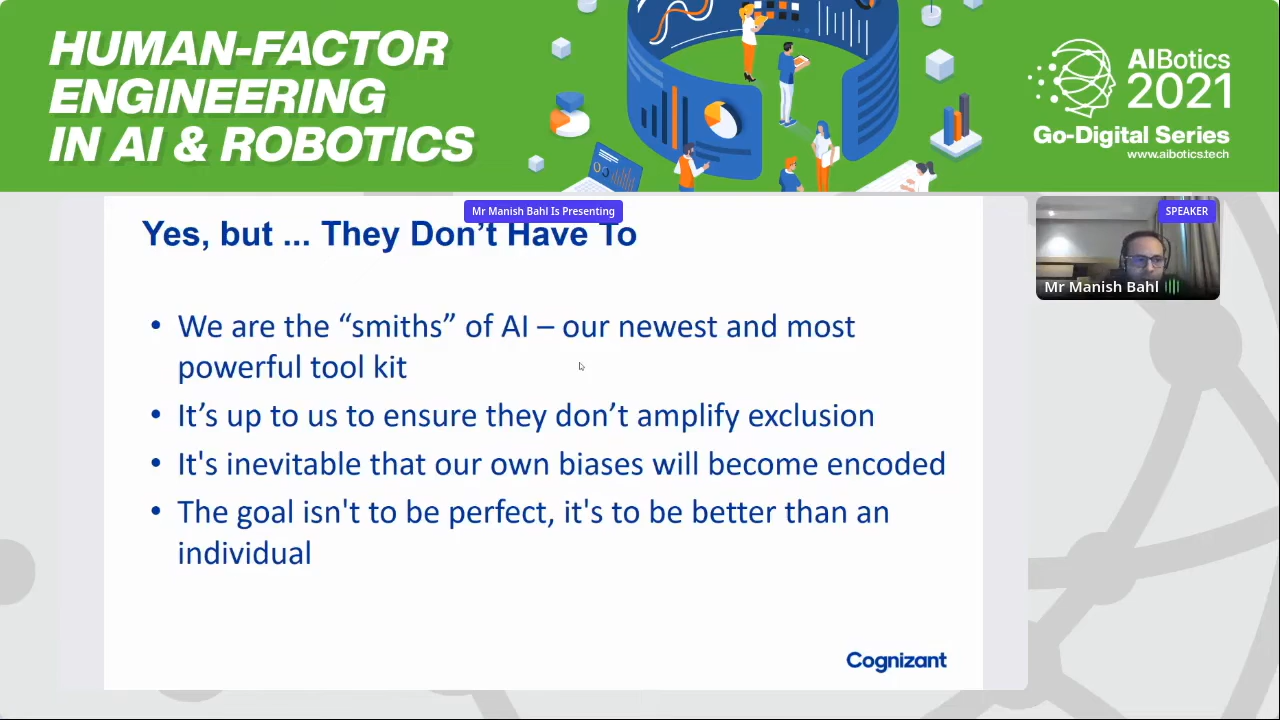 HUMAN-FACTOR
ENGINEERING
IN AI & ROBOTICS
AIBotics
2021
Go-Digital Series
www.aibotics.tech
Mr Manish Bahl Is Presenting
SPEAKER
Mr Manish Bahl
Yes, but ... They Don’t Have To
• We are the “smiths” of AI – our newest and most
powerful tool kit
• It’s up to us to ensure they don’t amplify exclusion
• It's inevitable that our own biases will become encoded
• The goal isn't to be perfect, it's to be better than an
individual
Cognizant